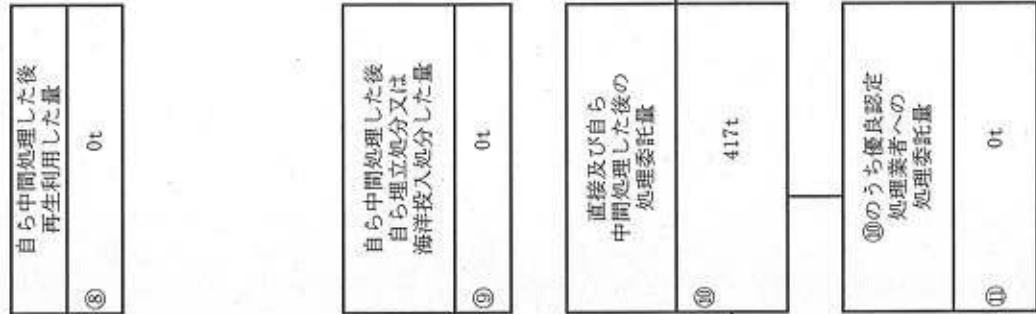 自ら中間処理した後
再生利用した量
⑧ 0t
自ら中間処理した後
自ら埋立処分又は
海洋投入処分した量
⑨ 0t
直接及び自ら
中間処理した後の
処理委託量
⑩ 417t
⑩のうち優良認定
処理業者への
処理委託量
⑪ 0t